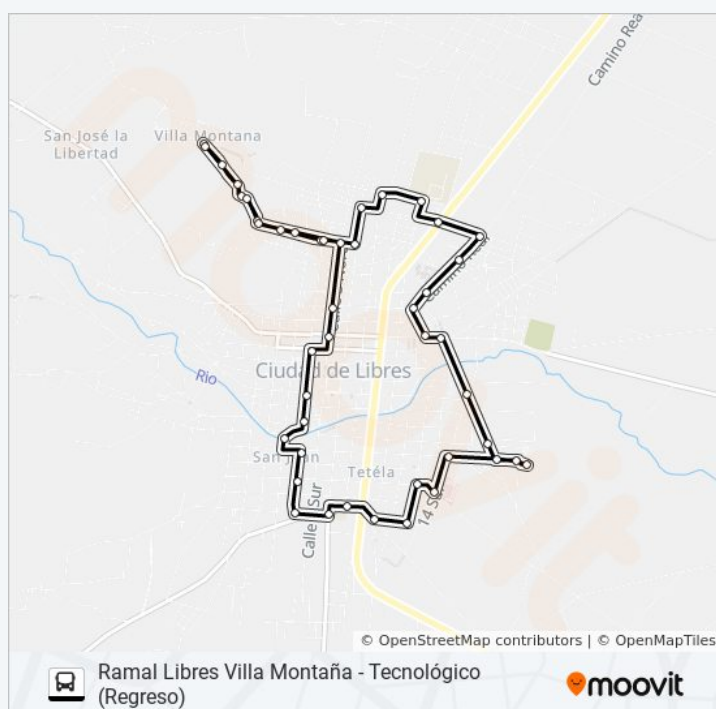 Camino Rea
San José la
Libertad
Villa Montana
Ciudad de Libres
Rio
San Juan
Tetéla
14 Su
Calle
Sur
© OpenStreetMap contributors | © OpenMapTiles
Ramal Libres Villa Montaña - Tecnológico
(Regreso)
moovit